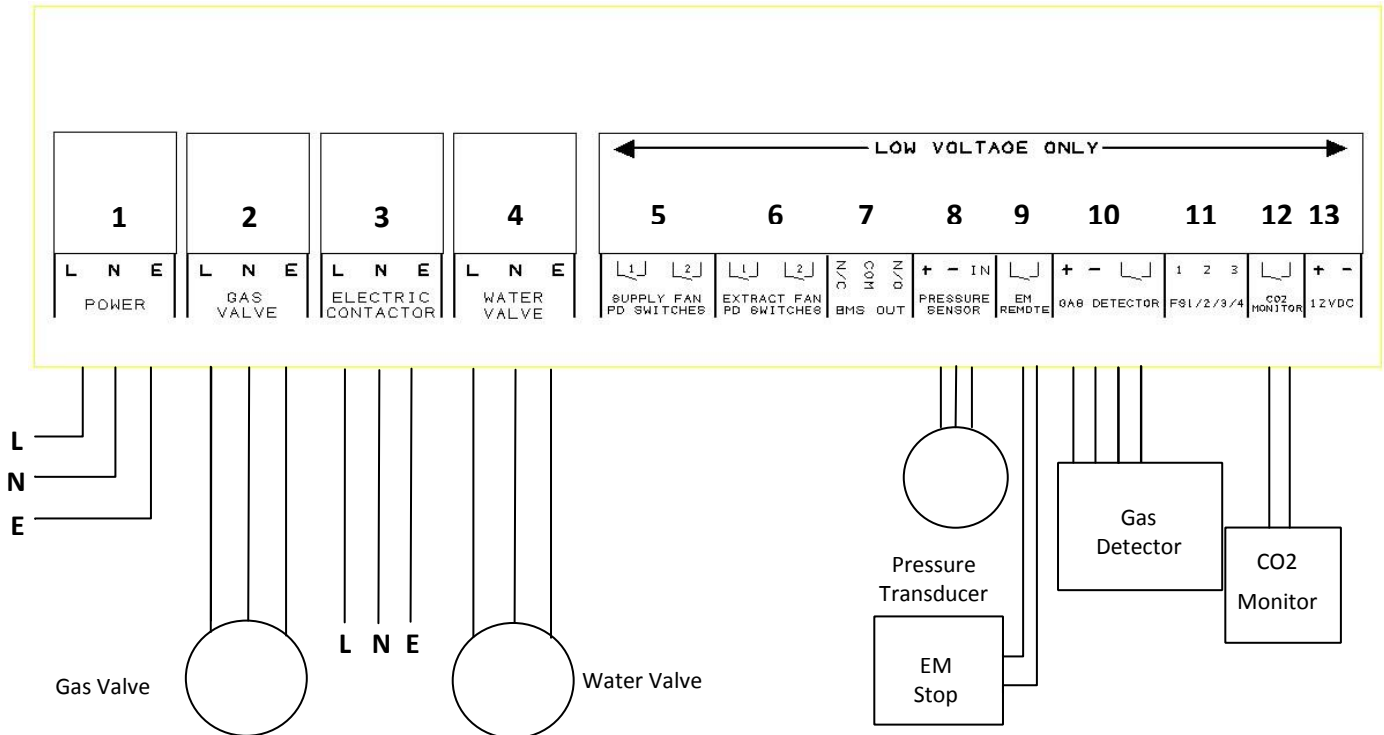 LOW VOLTAGE ONLY
1 2 3 4 5 6 7 8 9 10 11 12 13
L N E L N E L N E L N E 1 2 1 2 N/C COM N/O + - IN + - 1 2 3 + -
POWER
GAS
VALVE
ELECTRIC
CONTACTOR
WATER
VALVE
SUPPLY FAN
PD SWITCHES
EXTRACT FAN
PD SWITCHES
BMS OUT
PRESSURE
SENSOR
EM
REMOTE
GAS DETECTOR
FS1/2/3/4
CO2
MONITOR
12VDC
L
N
E
Gas Valve
L N E
Water Valve
Pressure
Transducer
EM
Stop
Gas
Detector
CO2
Monitor